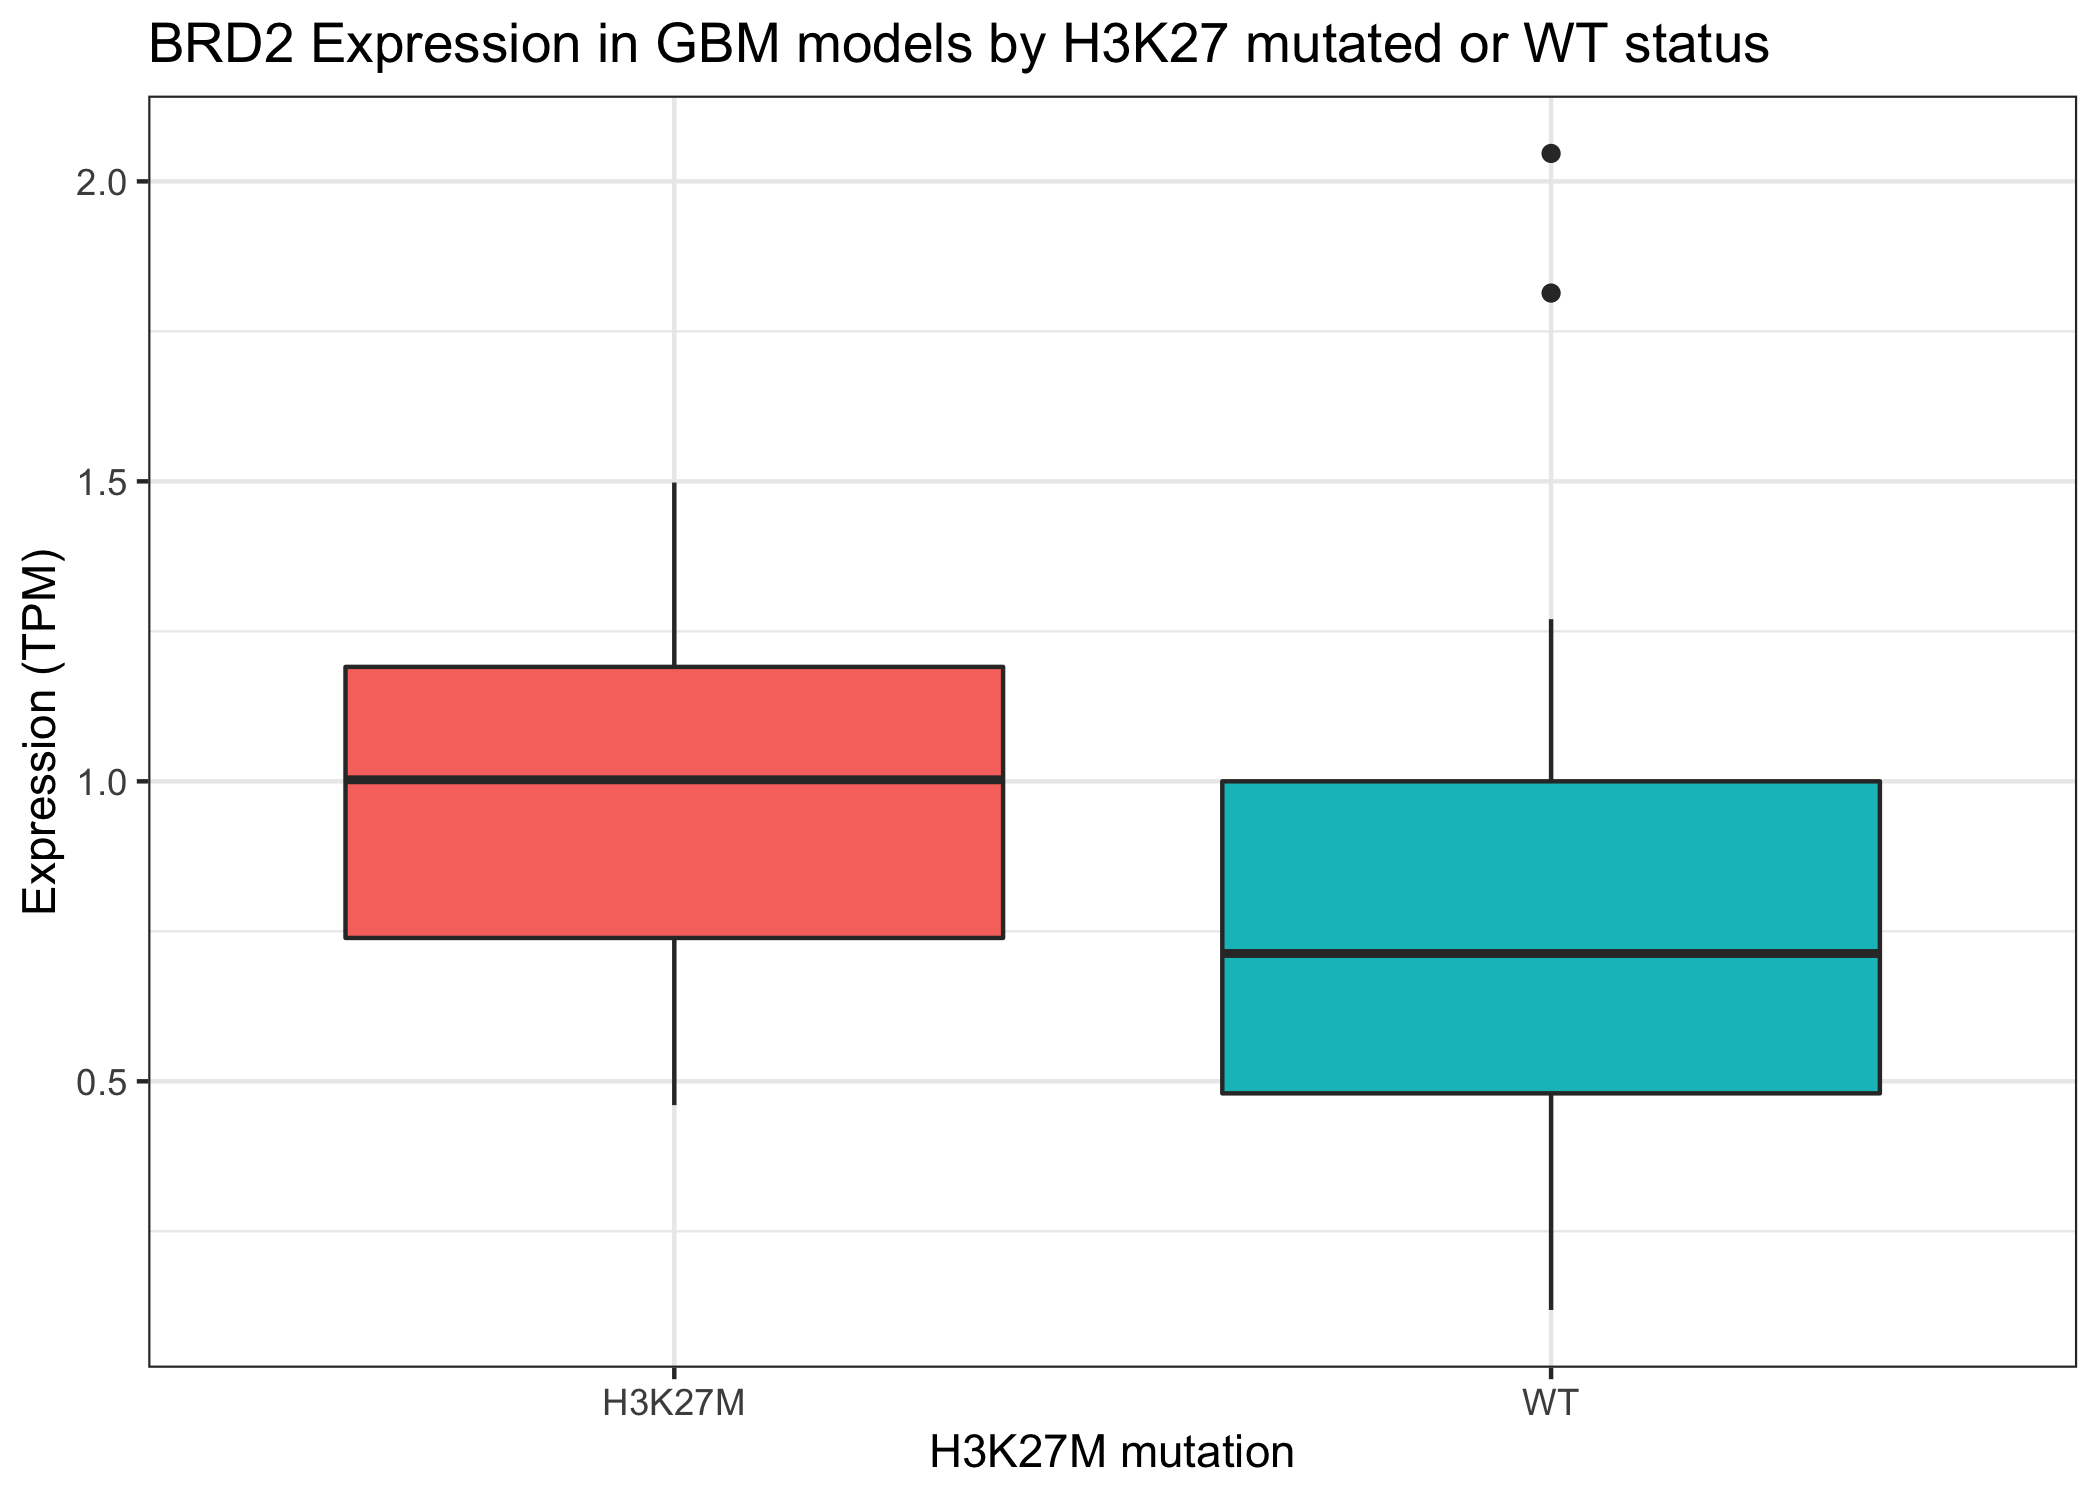 BRD2 Expression in GBM models by H3K27 mutated or WT status
Expression (TPM)
2.0
1.5
1.0
0.5
H3K27M
WT
H3K27M mutation